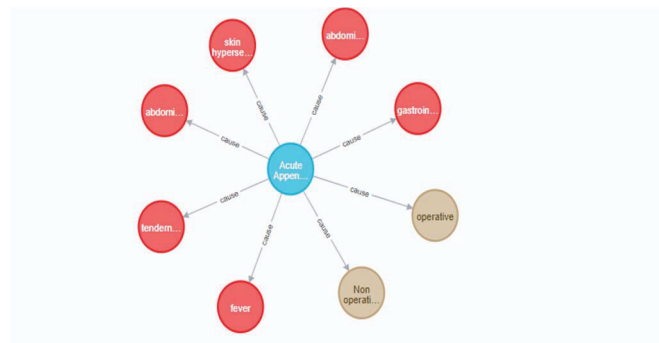 skin
hyperse...
abdomi...
abdomi...
gastroin...
cause
cause
cause
cause
Acute
Appen...
cause
cause
cause
cause
operative
tendern...
Non
operati...
fever